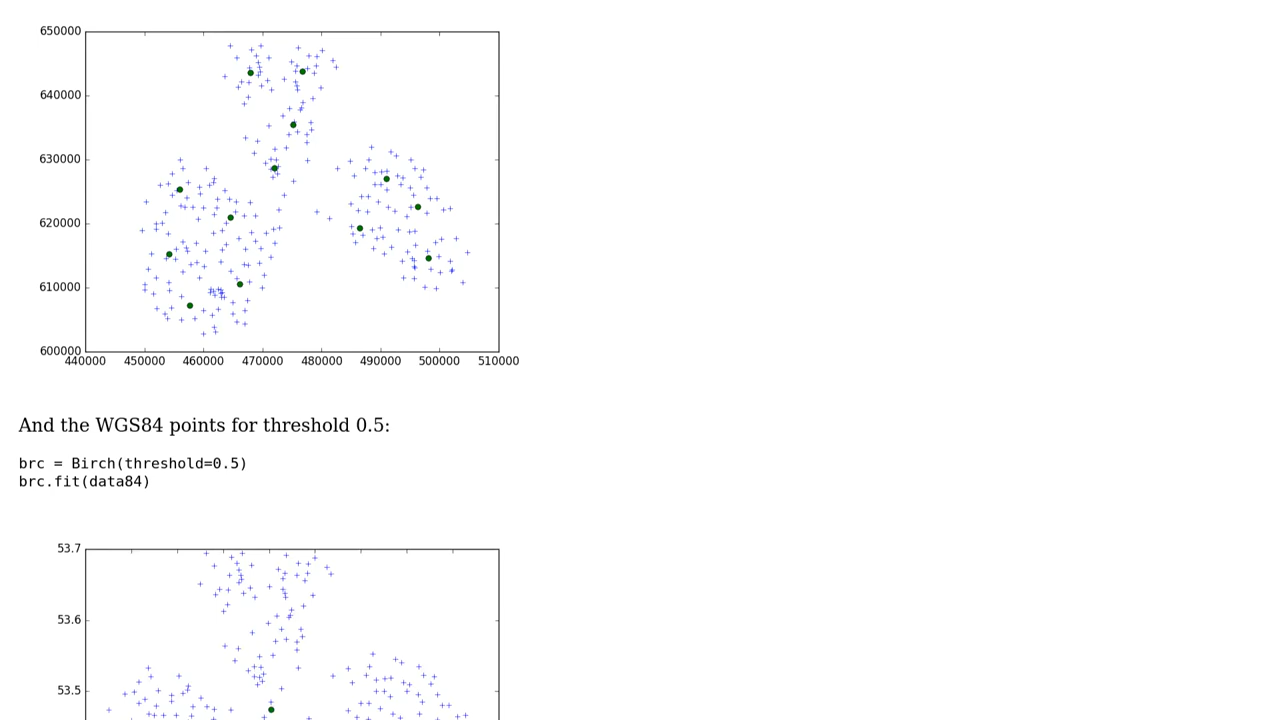 650000
640000
630000
620000
610000
600000
440000 450000 460000 470000 480000 490000 500000 510000
And the WGS84 points for threshold 0.5:
brc = Birch(threshold=0.5)
brc.fit(data84)
53.7
53.6
53.5